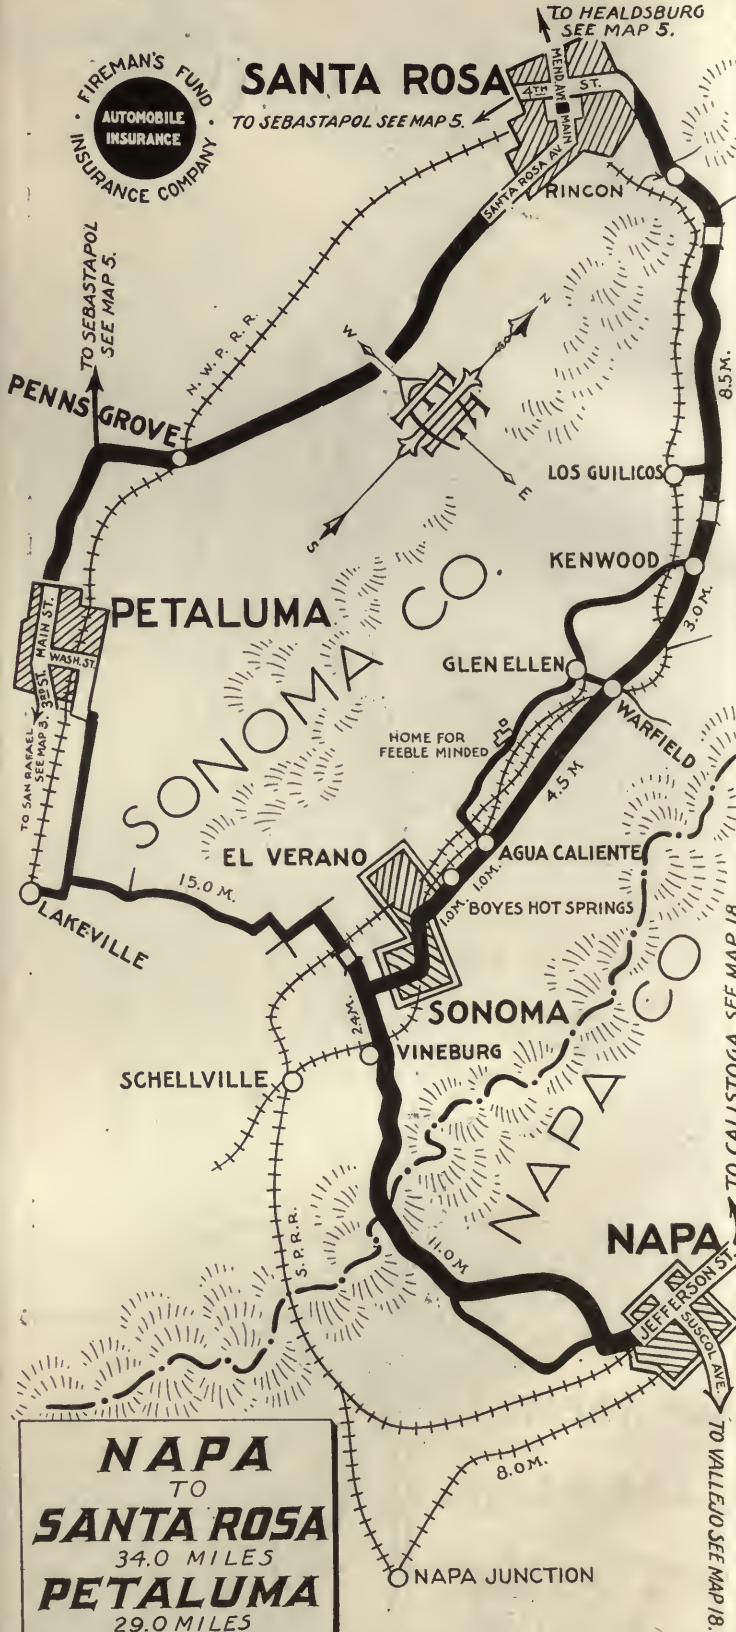 TO HEALDSBURG
SEE MAP 5.
FIREMAN'S FUND
AUTOMOBILE
INSURANCE
INSURANCE COMPANY
SANTA ROSA
MEND. AVE.
4TH ST.
MAIN
TO SEBASTAPOL SEE MAP 5.
SANTA ROSA AV.
RINCON
TO SEBASTAPOL
SEE MAP 5.
N.W.P.R.R.
W
N
S
E
8.5 M.
PENNS GROVE
LOS GUILICOS
KENWOOD
3.0 M.
PETALUMA
MAIN ST.
WASH. ST.
3RD ST.
TO SAN RAFAEL
SEE MAP 3.
SONOMA CO.
GLEN ELLEN
WARFIELD
HOME FOR
FEEBLE MINDED
4.5 M
EL VERANO
AGUA CALIENTE
1.0 M.
1.0 M.
BOYES HOT SPRINGS
15.0 M.
LAKEVILLE
SONOMA
2.4 M.
VINEBURG
SCHELLVILLE
NAPA CO
TO CALISTOGA SEE MAP 18
S.P.R.R.
11.0 M
NAPA
JEFFERSON ST.
SUSCOL AVE.
TO VALLEJO SEE MAP 18.
8.0 M.
NAPA JUNCTION
NAPA
TO
SANTA ROSA
34.0 MILES
PETALUMA
29.0 MILES